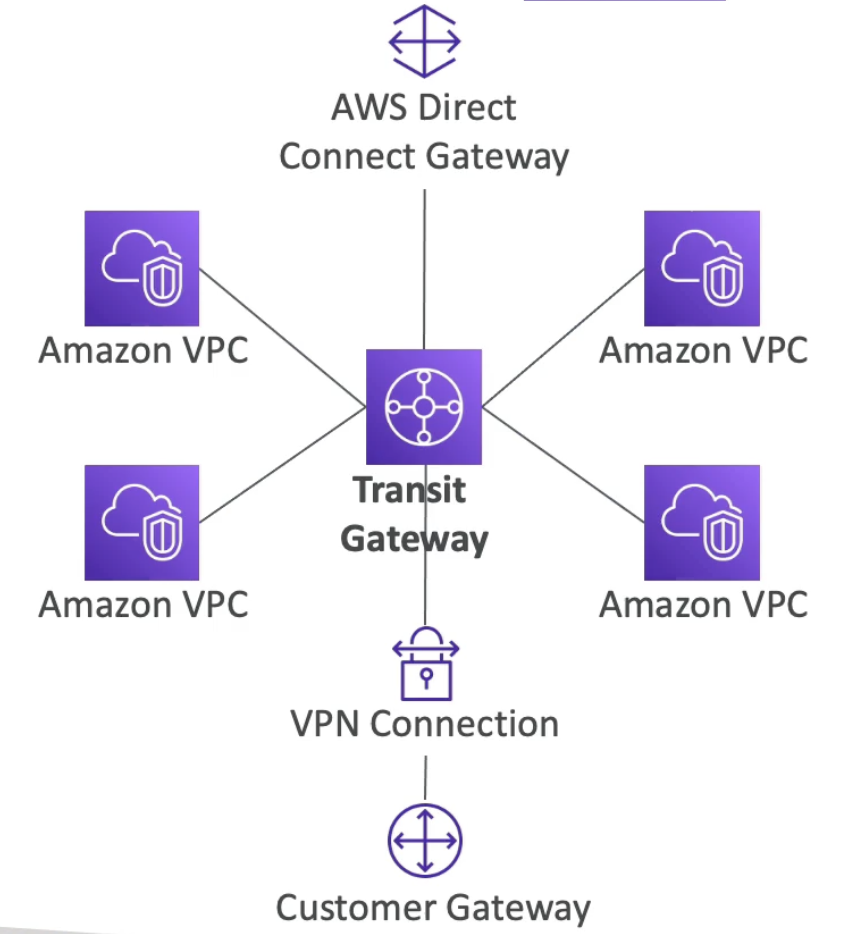 AWS Direct
Connect Gateway
Amazon VPC
Amazon VPC
Transit
Gateway
Amazon VPC
Amazon VPC
VPN Connection
Customer Gateway